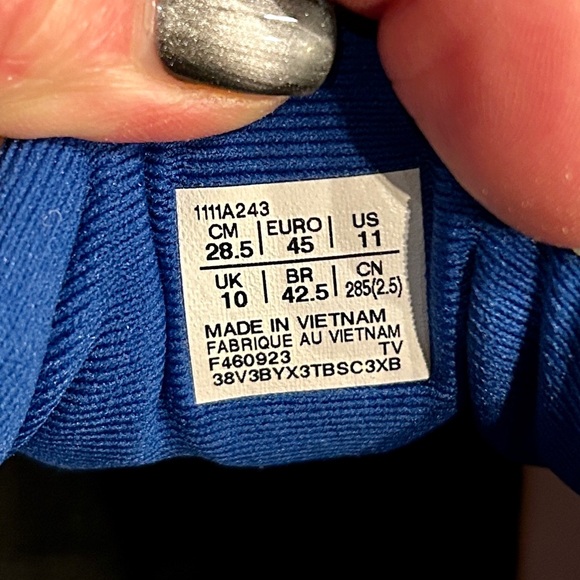 1111A243
CM | EURO | US
28.5 | 45 | 11
UK | BR | CN
10 | 42.5 | 285(2.5)
MADE IN VIETNAM
FABRIQUE AU VIETNAM
F460923 TV
38V3BYX3TBSC3XB